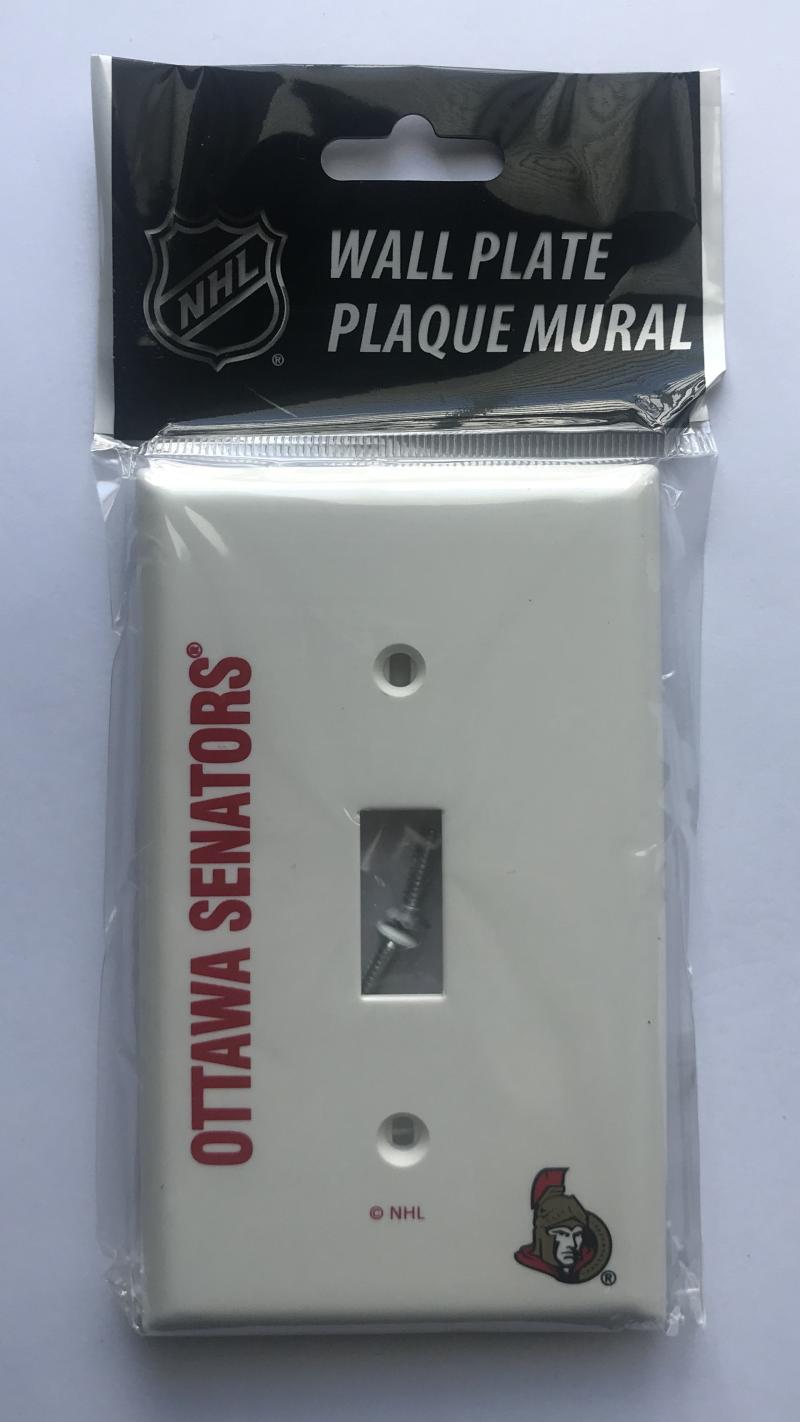 NHL
®
WALL PLATE
PLAQUE MURAL
OTTAWA SENATORS®
© NHL
®